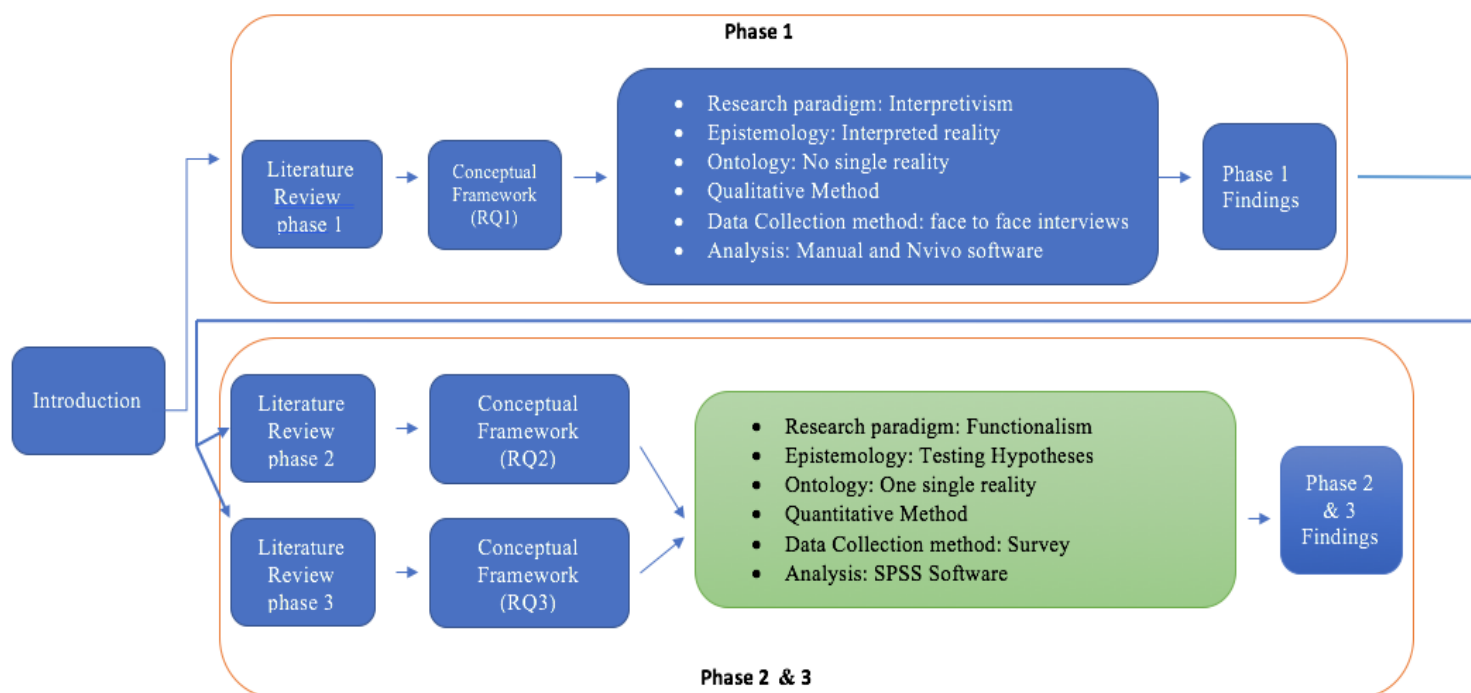 Phase 1
Introduction
Literature
Review
phase 1
Conceptual
Framework
(RQ1)
• Research paradigm: Interpretivism
• Epistemology: Interpreted reality
• Ontology: No single reality
• Qualitative Method
• Data Collection method: face to face interviews
• Analysis: Manual and Nvivo software
Phase 1
Findings
Literature
Review
phase 2
Conceptual
Framework
(RQ2)
Literature
Review
phase 3
Conceptual
Framework
(RQ3)
• Research paradigm: Functionalism
• Epistemology: Testing Hypotheses
• Ontology: One single reality
• Quantitative Method
• Data Collection method: Survey
• Analysis: SPSS Software
Phase 2
& 3
Findings
Phase 2 & 3